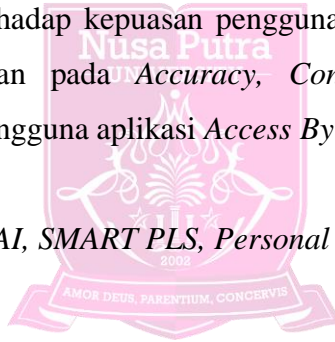 hadap kepuasan pengguna
Nusa Putra
an pada Accuracy, Con
UNIVERSITY
ngguna aplikasi Access By
AI, SMART PLS, Personal
2002
AMOR DEUS, PARENTIUM, CONCERVIS